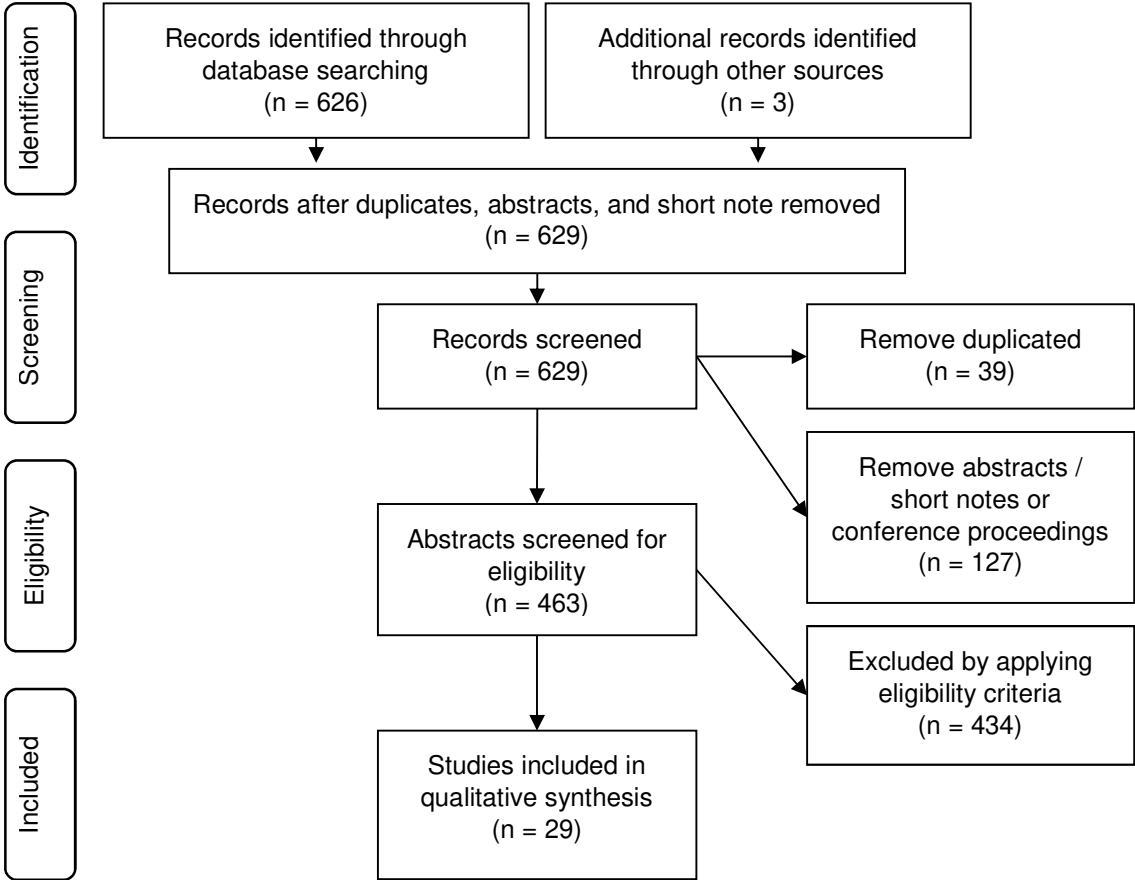 Identification
Records identified through
database searching
(n = 626)
Additional records identified
through other sources
(n = 3)
Records after duplicates, abstracts, and short note removed
(n = 629)
Screening
Records screened
(n = 629)
Remove duplicated
(n = 39)
Remove abstracts /
short notes or
conference proceedings
(n = 127)
Eligibility
Abstracts screened for
eligibility
(n = 463)
Excluded by applying
eligibility criteria
(n = 434)
Included
Studies included in
qualitative synthesis
(n = 29)